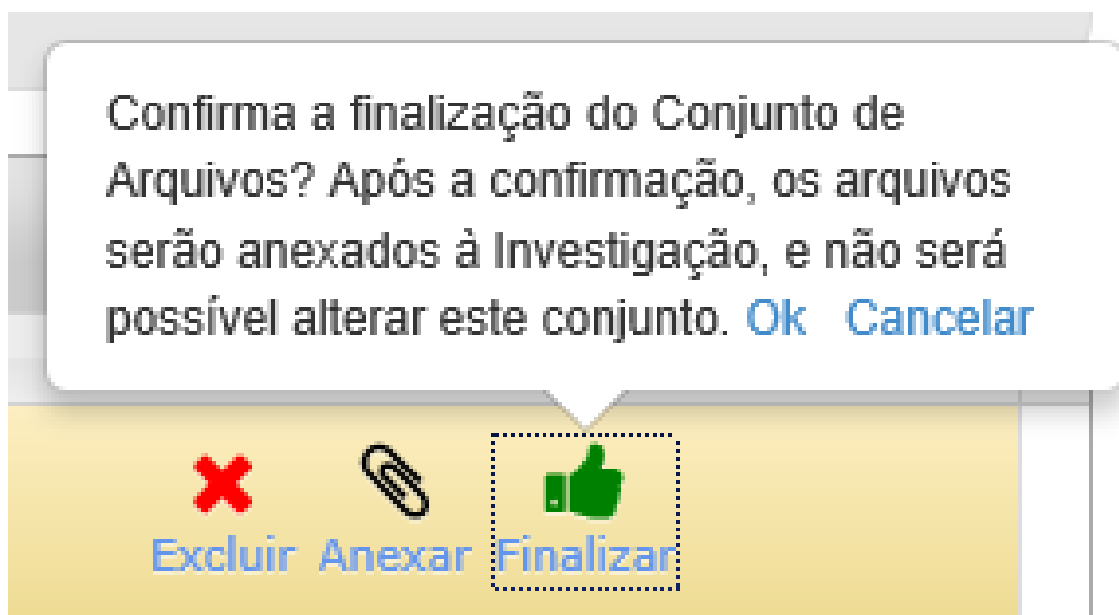 Confirma a finalização do Conjunto de
Arquivos? Após a confirmação, os arquivos
serão anexados à Investigação, e não será
possível alterar este conjunto. Ok Cancelar
Excluir Anexar Finalizar